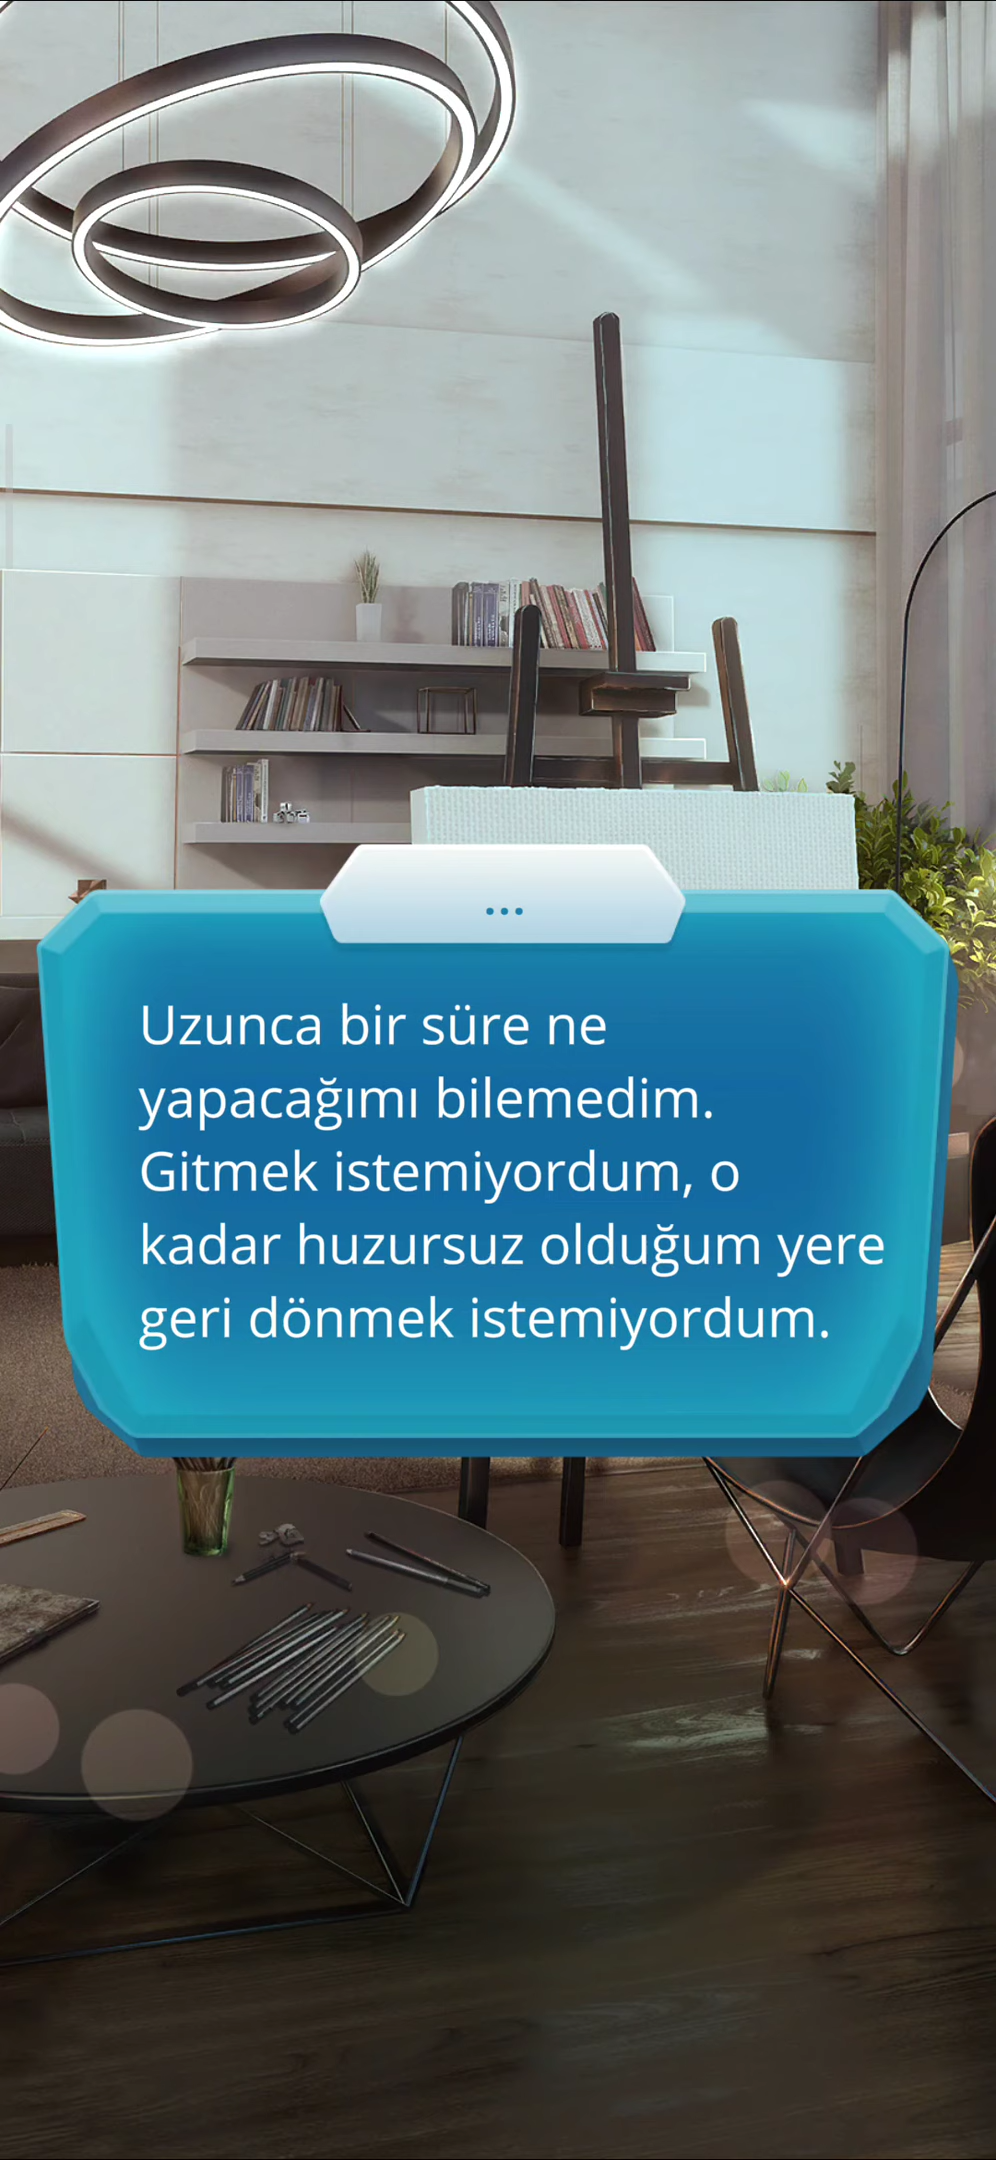 ...
Uzunca bir süre ne
yapacağımı bilemedim.
Gitmek istemiyordum, o
kadar huzursuz olduğum yere
geri dönmek istemiyordum.